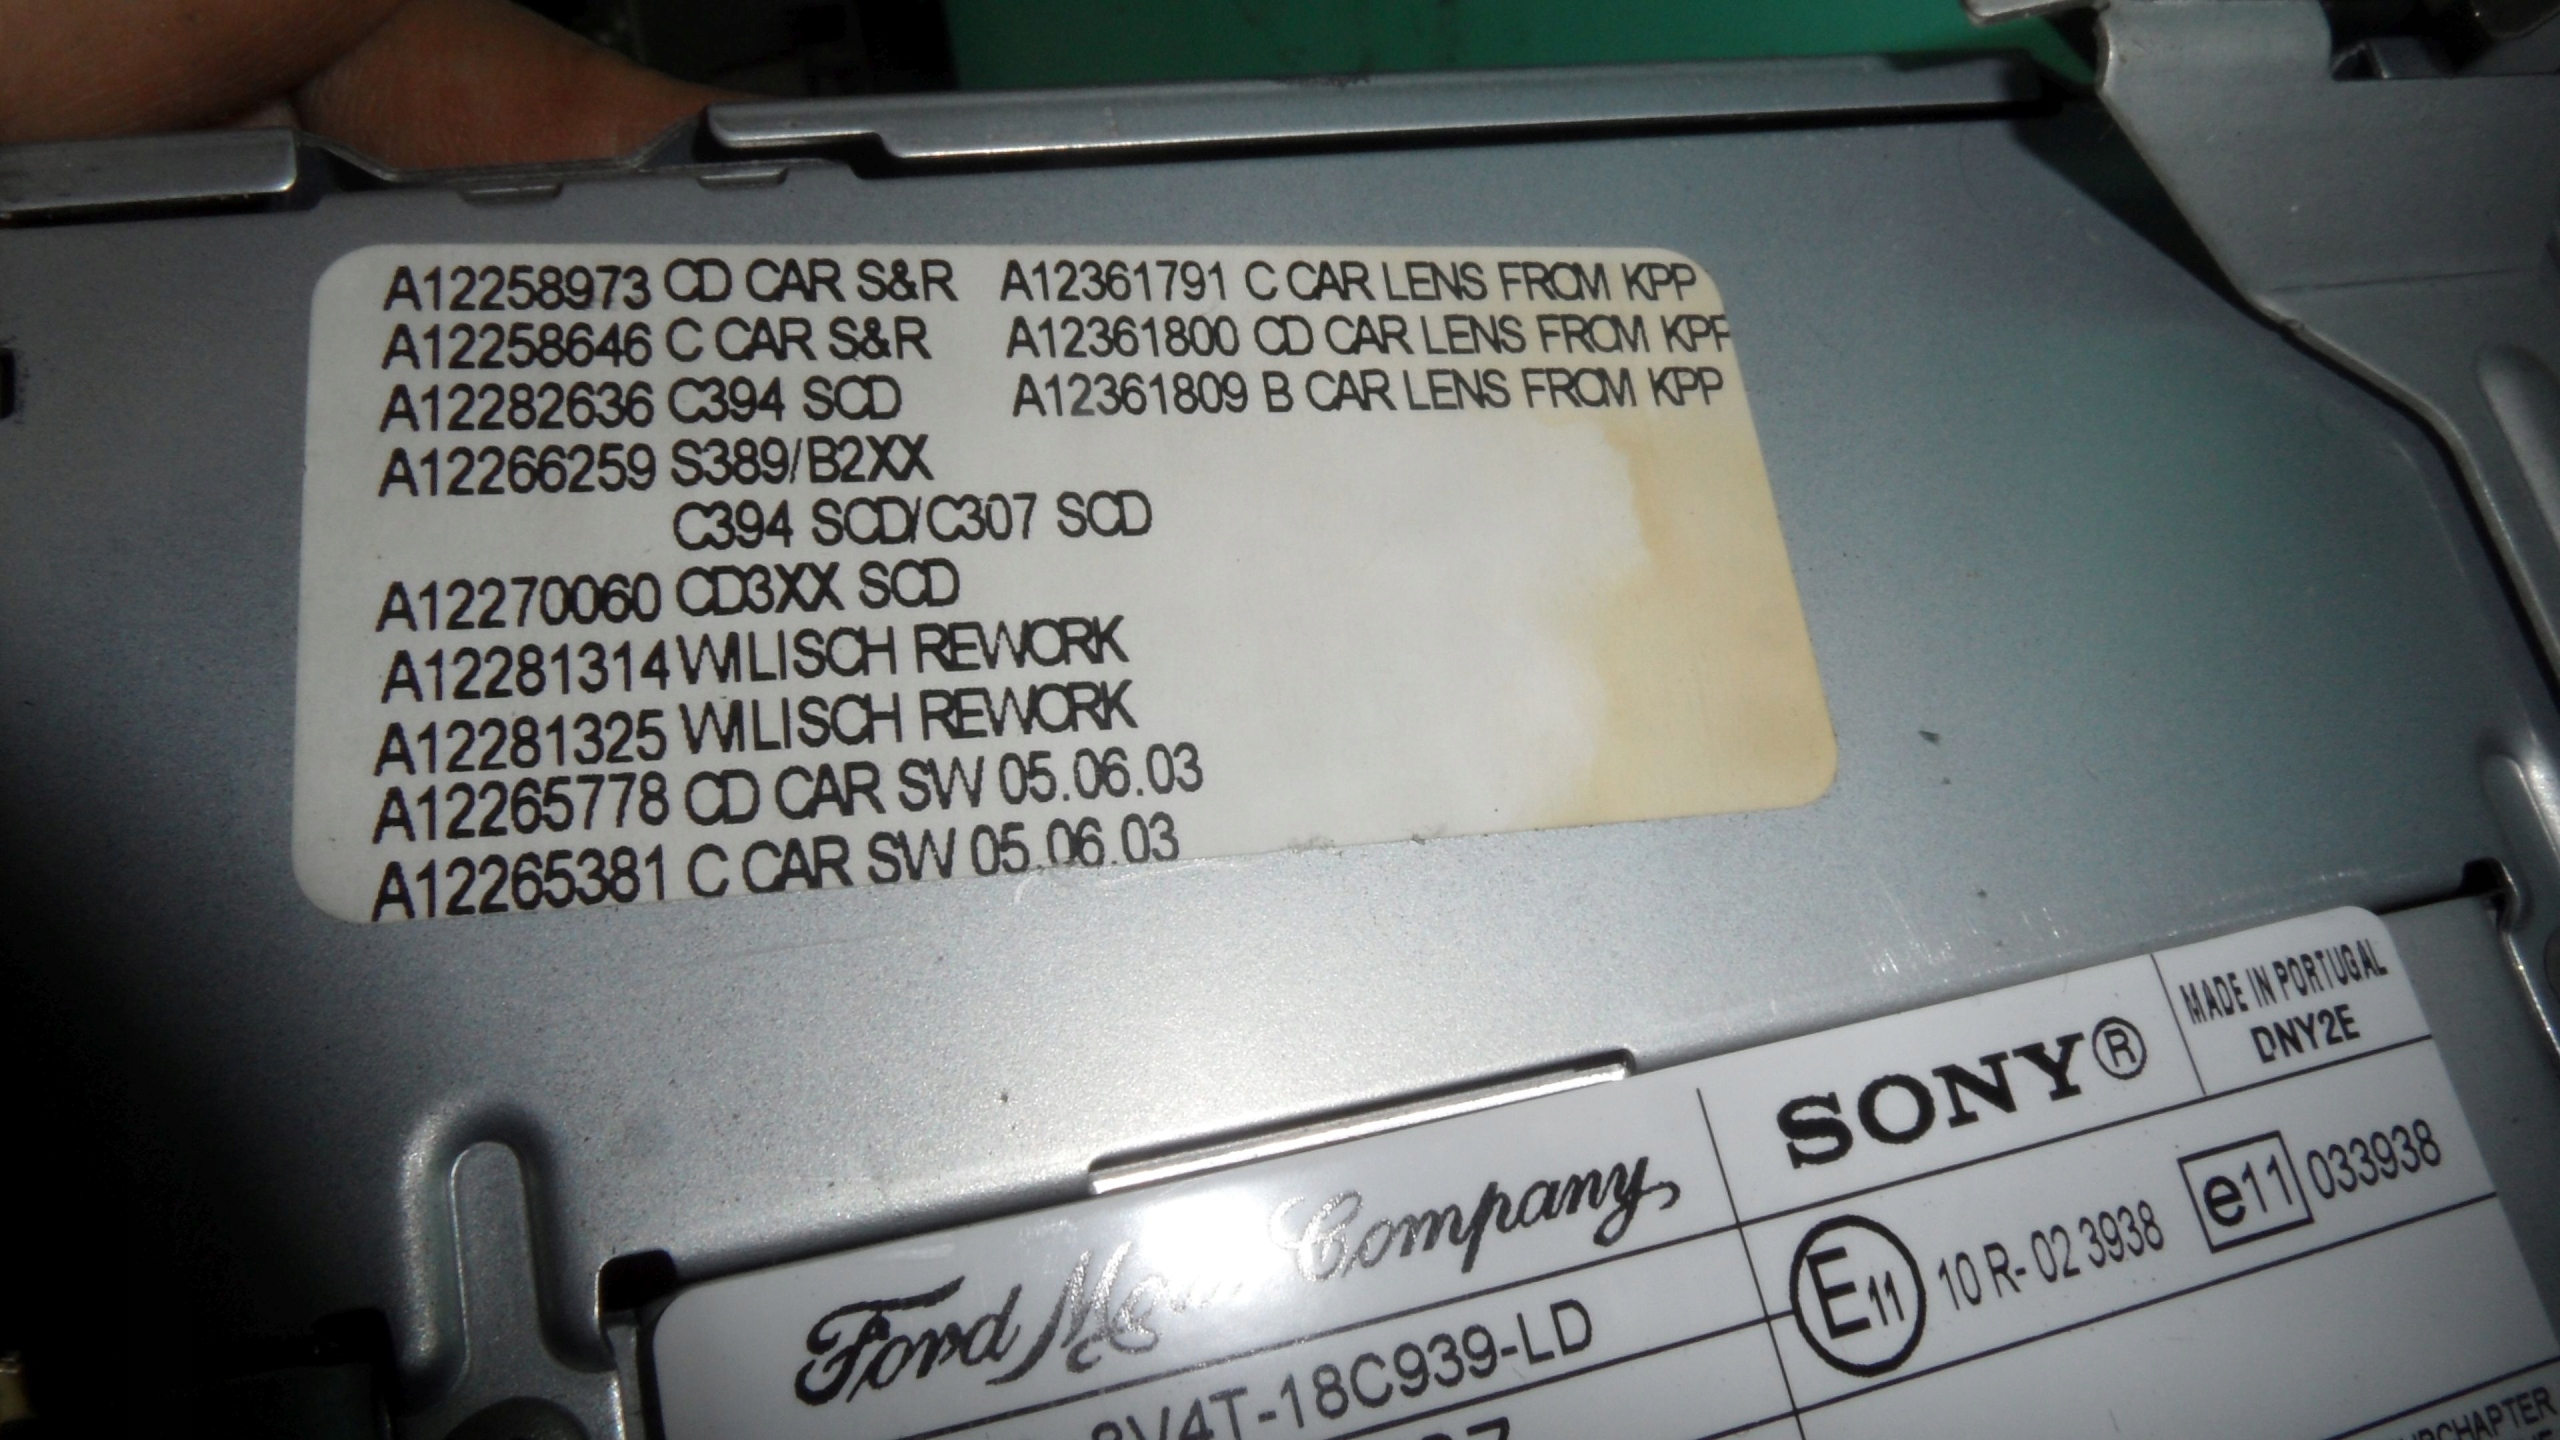 A12258973 CD CAR S&R A12361791 C CAR LENS FROM KPP
A12258646 C CAR S&R A12361800 CD CAR LENS FROM KPP
A12282636 C394 SCD A12361809 B CAR LENS FROM KPP
A12266259 S389/B2XX
C394 SCD/C307 SCD
A12270060 CD3XX SCD
A12281314 WILISCH REWORK
A12281325 WILISCH REWORK
A12265778 CD CAR SW 05.06.03
A12265381 C CAR SW 05.06.03
Ford Motor Company,
SONY®
MADE IN PORTUGAL
DNY2E
8V4T-18C939-LD
E11 10 R- 02 3938 e11 033938